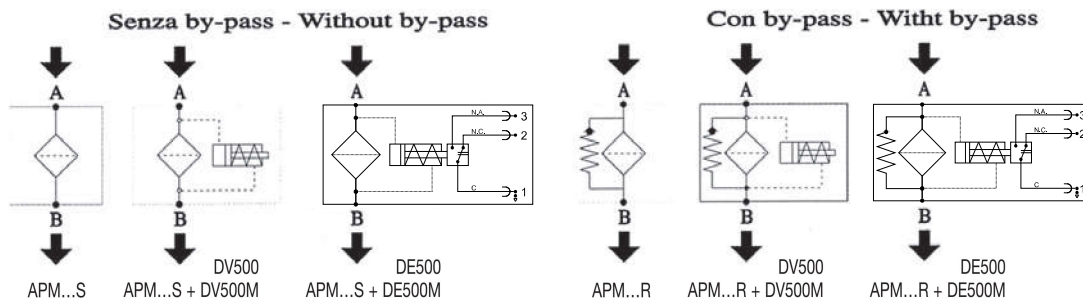 Senza by-pass - Without by-pass
Con by-pass - Witht by-pass
A A A A A A
N.A. 3 N.A. 3
N.C. 2 N.C. 2
C 1 C 1
B B B B B B
DV500 DE500 DV500 DE500
APM...S APM...S + DV500M APM...S + DE500M APM...R APM...R + DV500M APM...R + DE500M